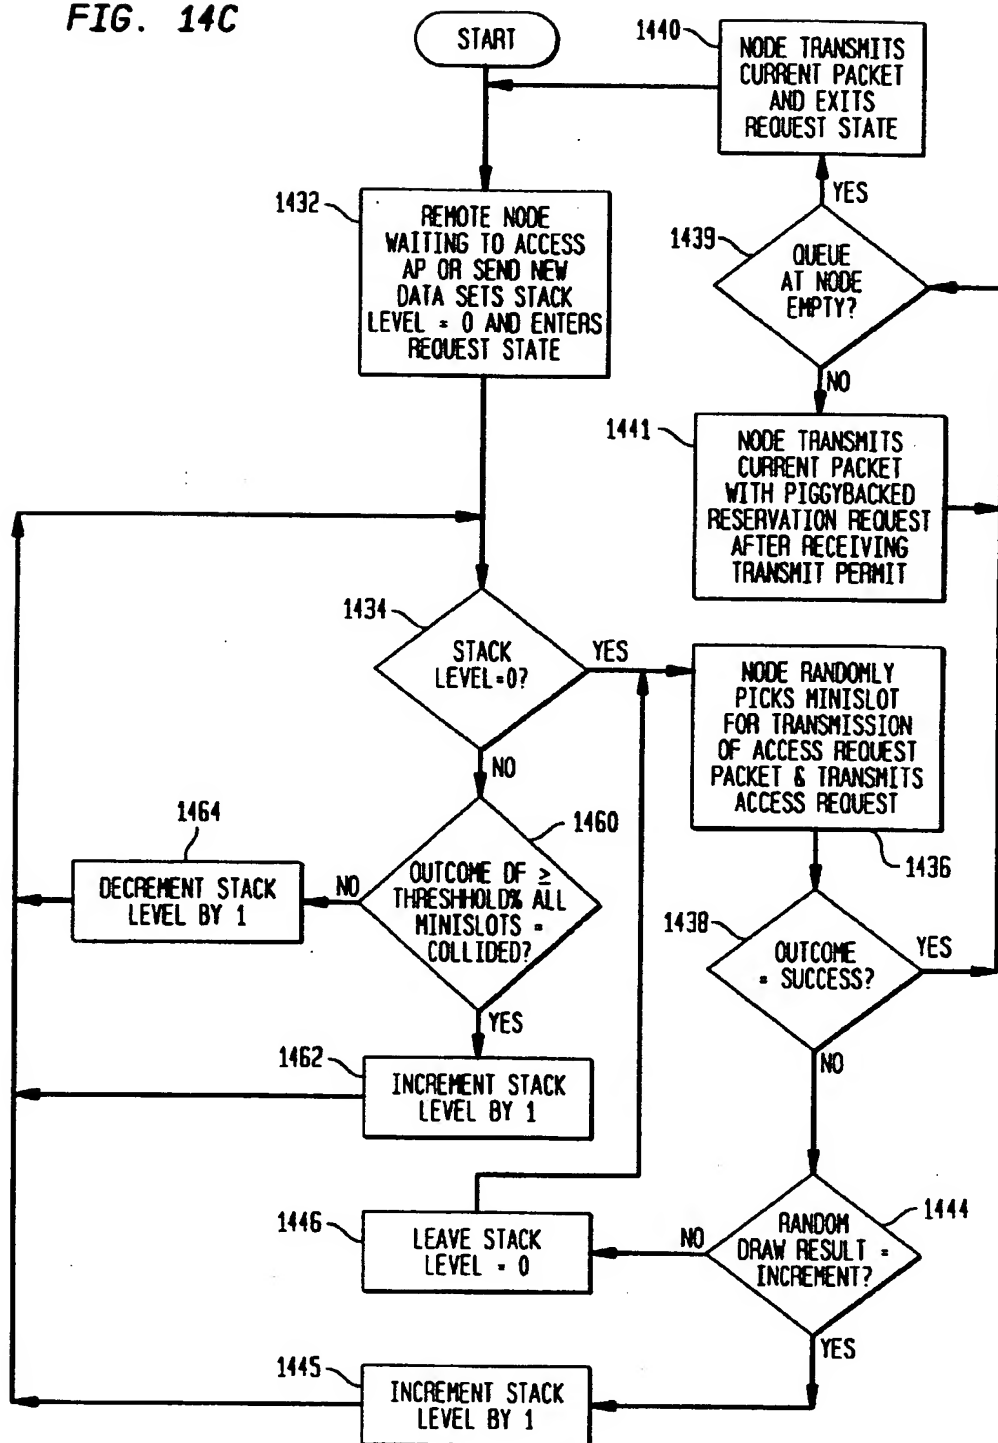 FIG. 14C
START
1440
NODE TRANSMITS
CURRENT PACKET
AND EXITS
REQUEST STATE
YES
1432
REMOTE NODE
WAITING TO ACCESS
AP OR SEND NEW
DATA SETS STACK
LEVEL = 0 AND ENTERS
REQUEST STATE
1439
QUEUE
AT NODE
EMPTY?
NO
1441
NODE TRANSMITS
CURRENT PACKET
WITH PIGGYBACKED
RESERVATION REQUEST
AFTER RECEIVING
TRANSMIT PERMIT
1434
STACK
LEVEL=0?
YES
NO
NODE RANDOMLY
PICKS MINISLOT
FOR TRANSMISSION
OF ACCESS REQUEST
PACKET & TRANSMITS
ACCESS REQUEST
1436
1464
DECREMENT STACK
LEVEL BY 1
NO
1460
OUTCOME OF ≥
THRESHHOLD% ALL
MINISLOTS =
COLLIDED?
YES
1438
OUTCOME
= SUCCESS?
YES
NO
1462
INCREMENT STACK
LEVEL BY 1
1446
LEAVE STACK
LEVEL = 0
NO
1444
RANDOM
DRAW RESULT =
INCREMENT?
YES
1445
INCREMENT STACK
LEVEL BY 1